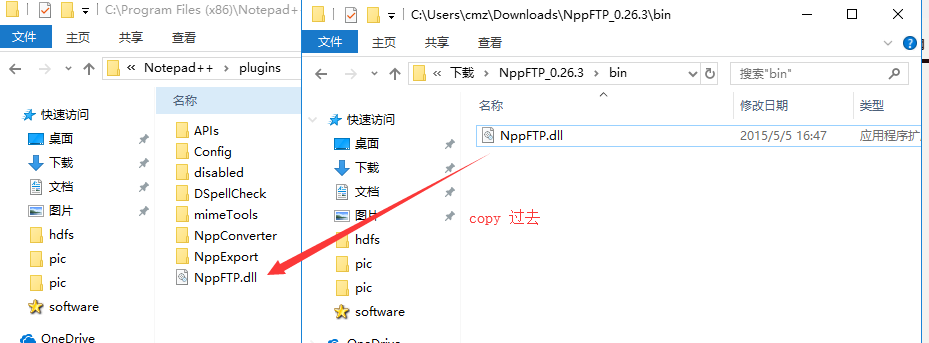 C:\Program Files (x86)\Notepad+
文件
主页
共享
查看
« Notepad++ › plugins
名称
快速访问
桌面
下载
文档
图片
hdfs
pic
pic
software
OneDrive
APIs
Config
disabled
DSpellCheck
mimeTools
NppConverter
NppExport
NppFTP.dll
C:\Users\cmz\Downloads\NppFTP_0.26.3\bin
文件
主页
共享
查看
« 下载 › NppFTP_0.26.3 › bin
搜索"bin"
名称
修改日期
类型
快速访问
桌面
下载
文档
图片
hdfs
pic
pic
software
NppFTP.dll
2015/5/5 16:47
应用程序扩
copy 过去